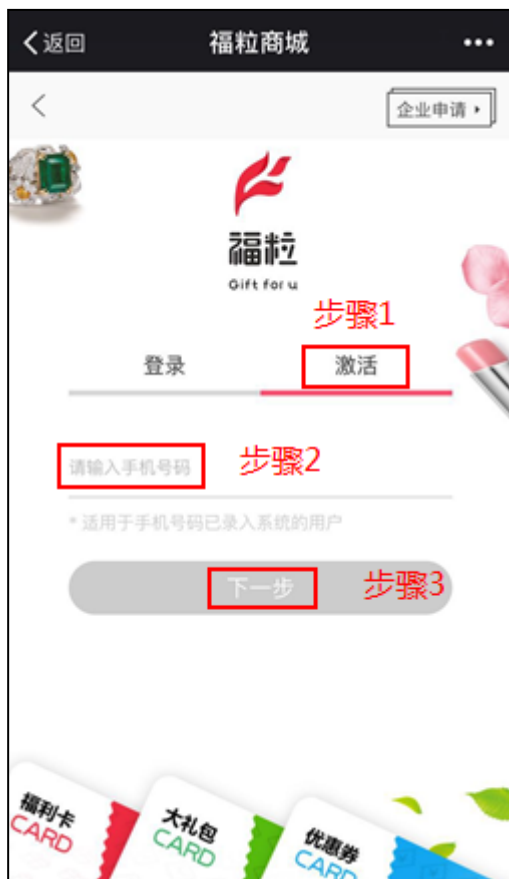 返回 福粒商城
企业申请
福粒
Gift for u
步骤1
登录 激活
请输入手机号码 步骤2
* 适用于手机号码已录入系统的用户
下一步 步骤3
福利卡
CARD
大礼包
CARD
优惠券
CARD